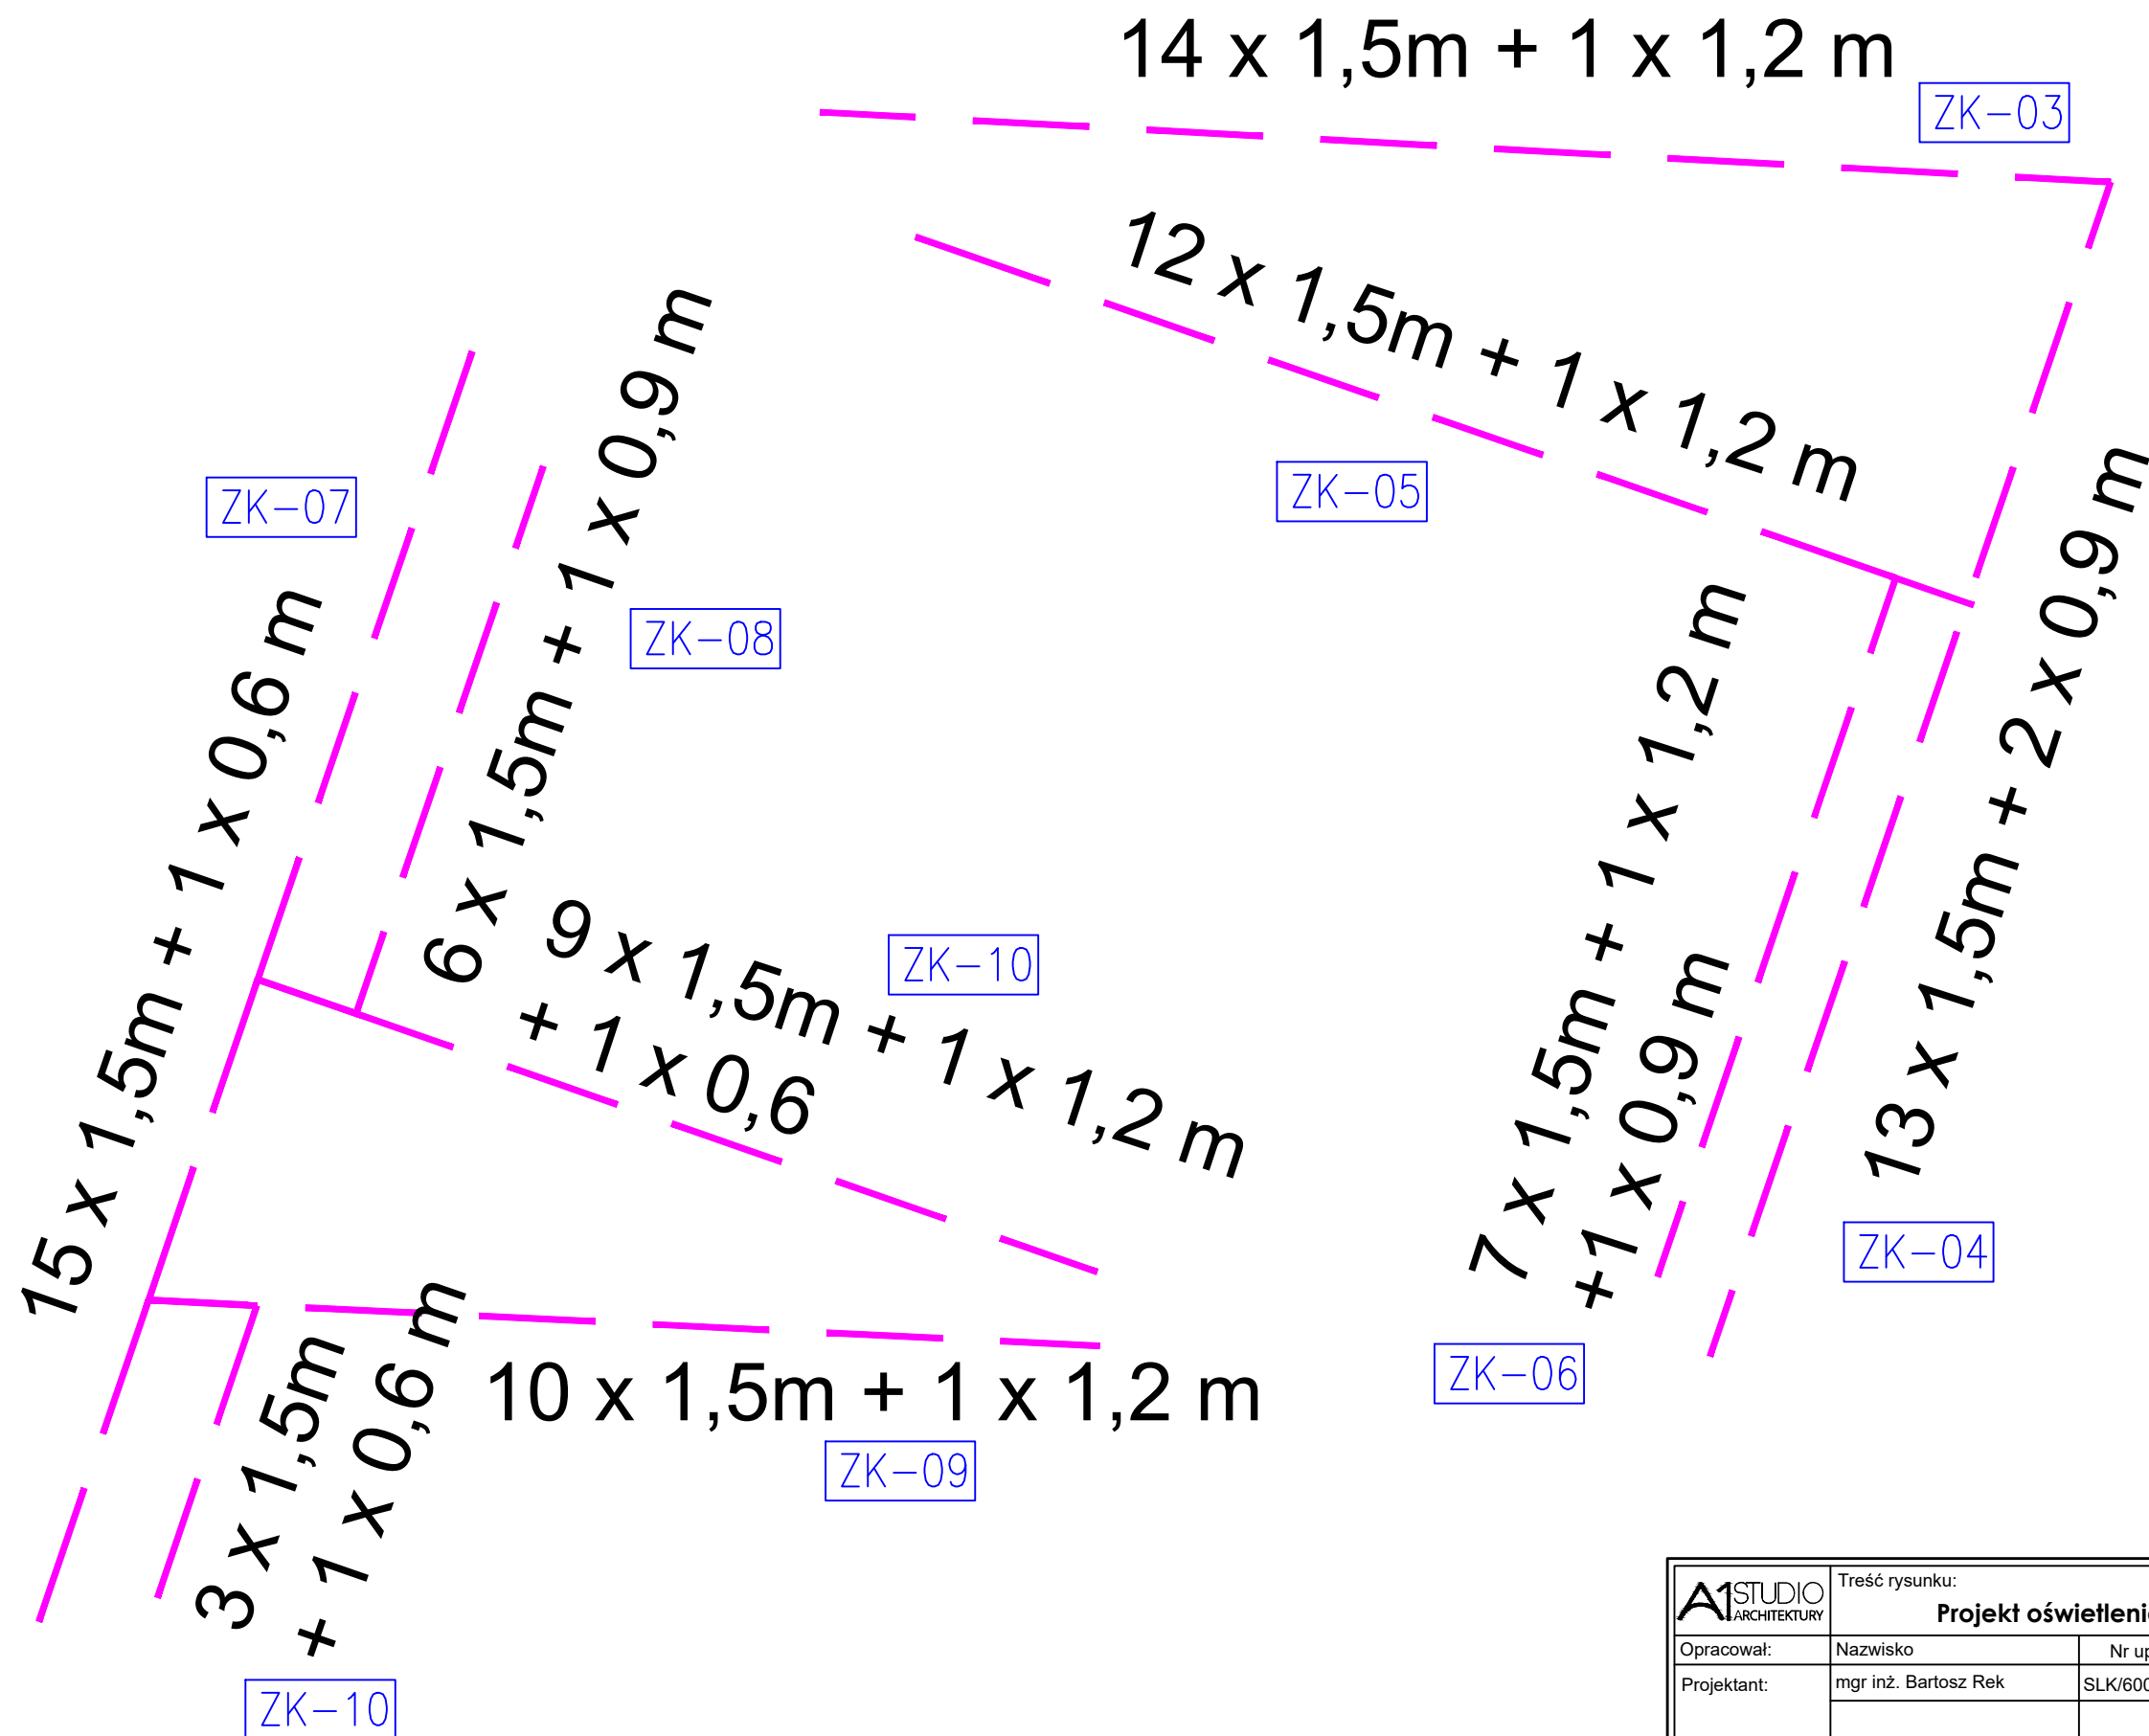 14 x 1,5m + 1 x 1,2 m
ZK-03
12 x 1,5m + 1 x 1,2 m
ZK-05
ZK-07
15 x 1,5m + 1 x 0,6 m
6 x 1,5m + 1 x 0,9 m
ZK-08
9 x 1,5m + 1 x 1,2 m
+ 1 x 0,6
ZK-10
7 x 1,5m + 1 x 1,2 m
+1 x 0,9 m
ZK-06
13 x 1,5m + 2 x 0,9 m
ZK-04
10 x 1,5m + 1 x 1,2 m
ZK-09
3 x 1,5m
+ 1 x 0,6 m
ZK-10
A1 STUDIO
ARCHITEKTURY
Treść rysunku:
Projekt
Opracował:
Nazwisko
Nr
Projektant:
mgr inż. Bartosz Rek